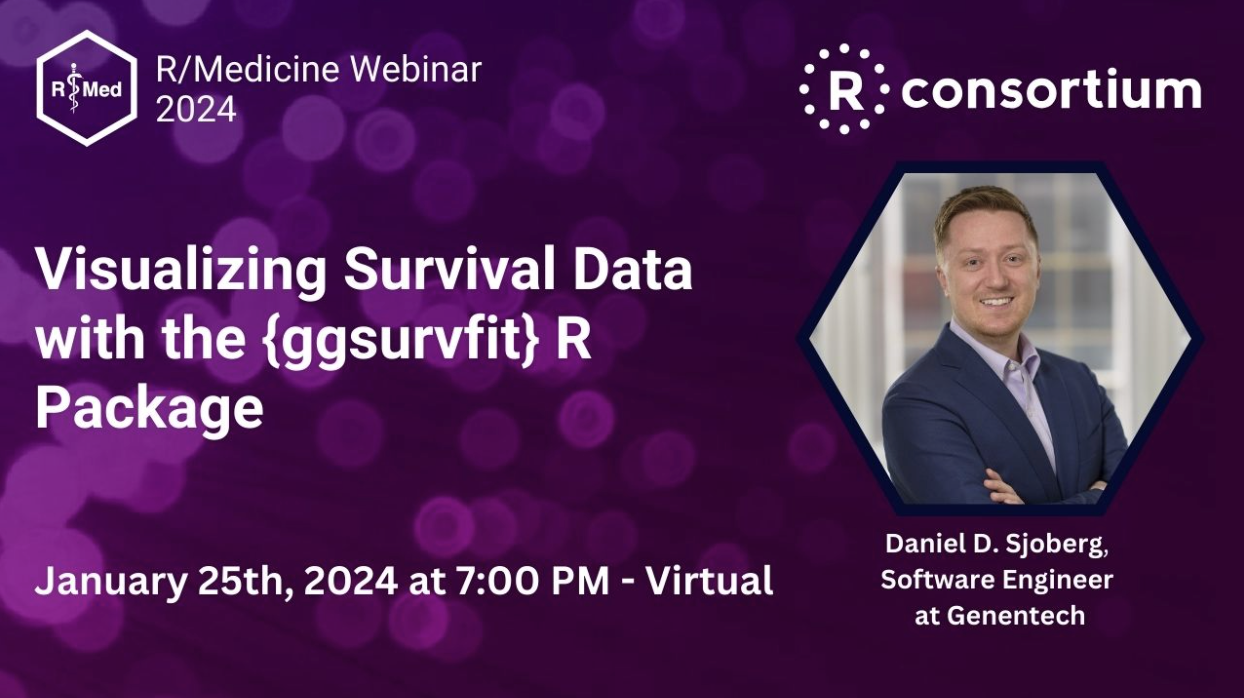 R Med
R/Medicine Webinar
2024
R consortium
Visualizing Survival Data
with the {ggsurvfit} R
Package
January 25th, 2024 at 7:00 PM - Virtual
Daniel D. Sjoberg,
Software Engineer
at Genentech